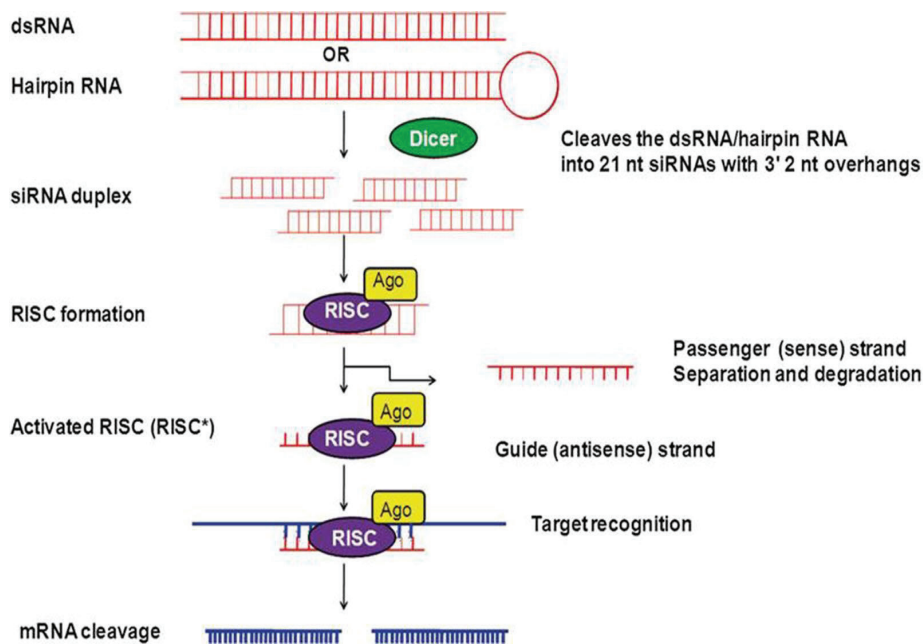 dsRNA
OR
Hairpin RNA
Dicer
Cleaves the dsRNA/hairpin RNA
into 21 nt siRNAs with 3' 2 nt overhangs
siRNA duplex
Ago
RISC
RISC formation
Passenger (sense) strand
Separation and degradation
Ago
Activated RISC (RISC*)
RISC
Guide (antisense) strand
Ago
Target recognition
RISC
mRNA cleavage